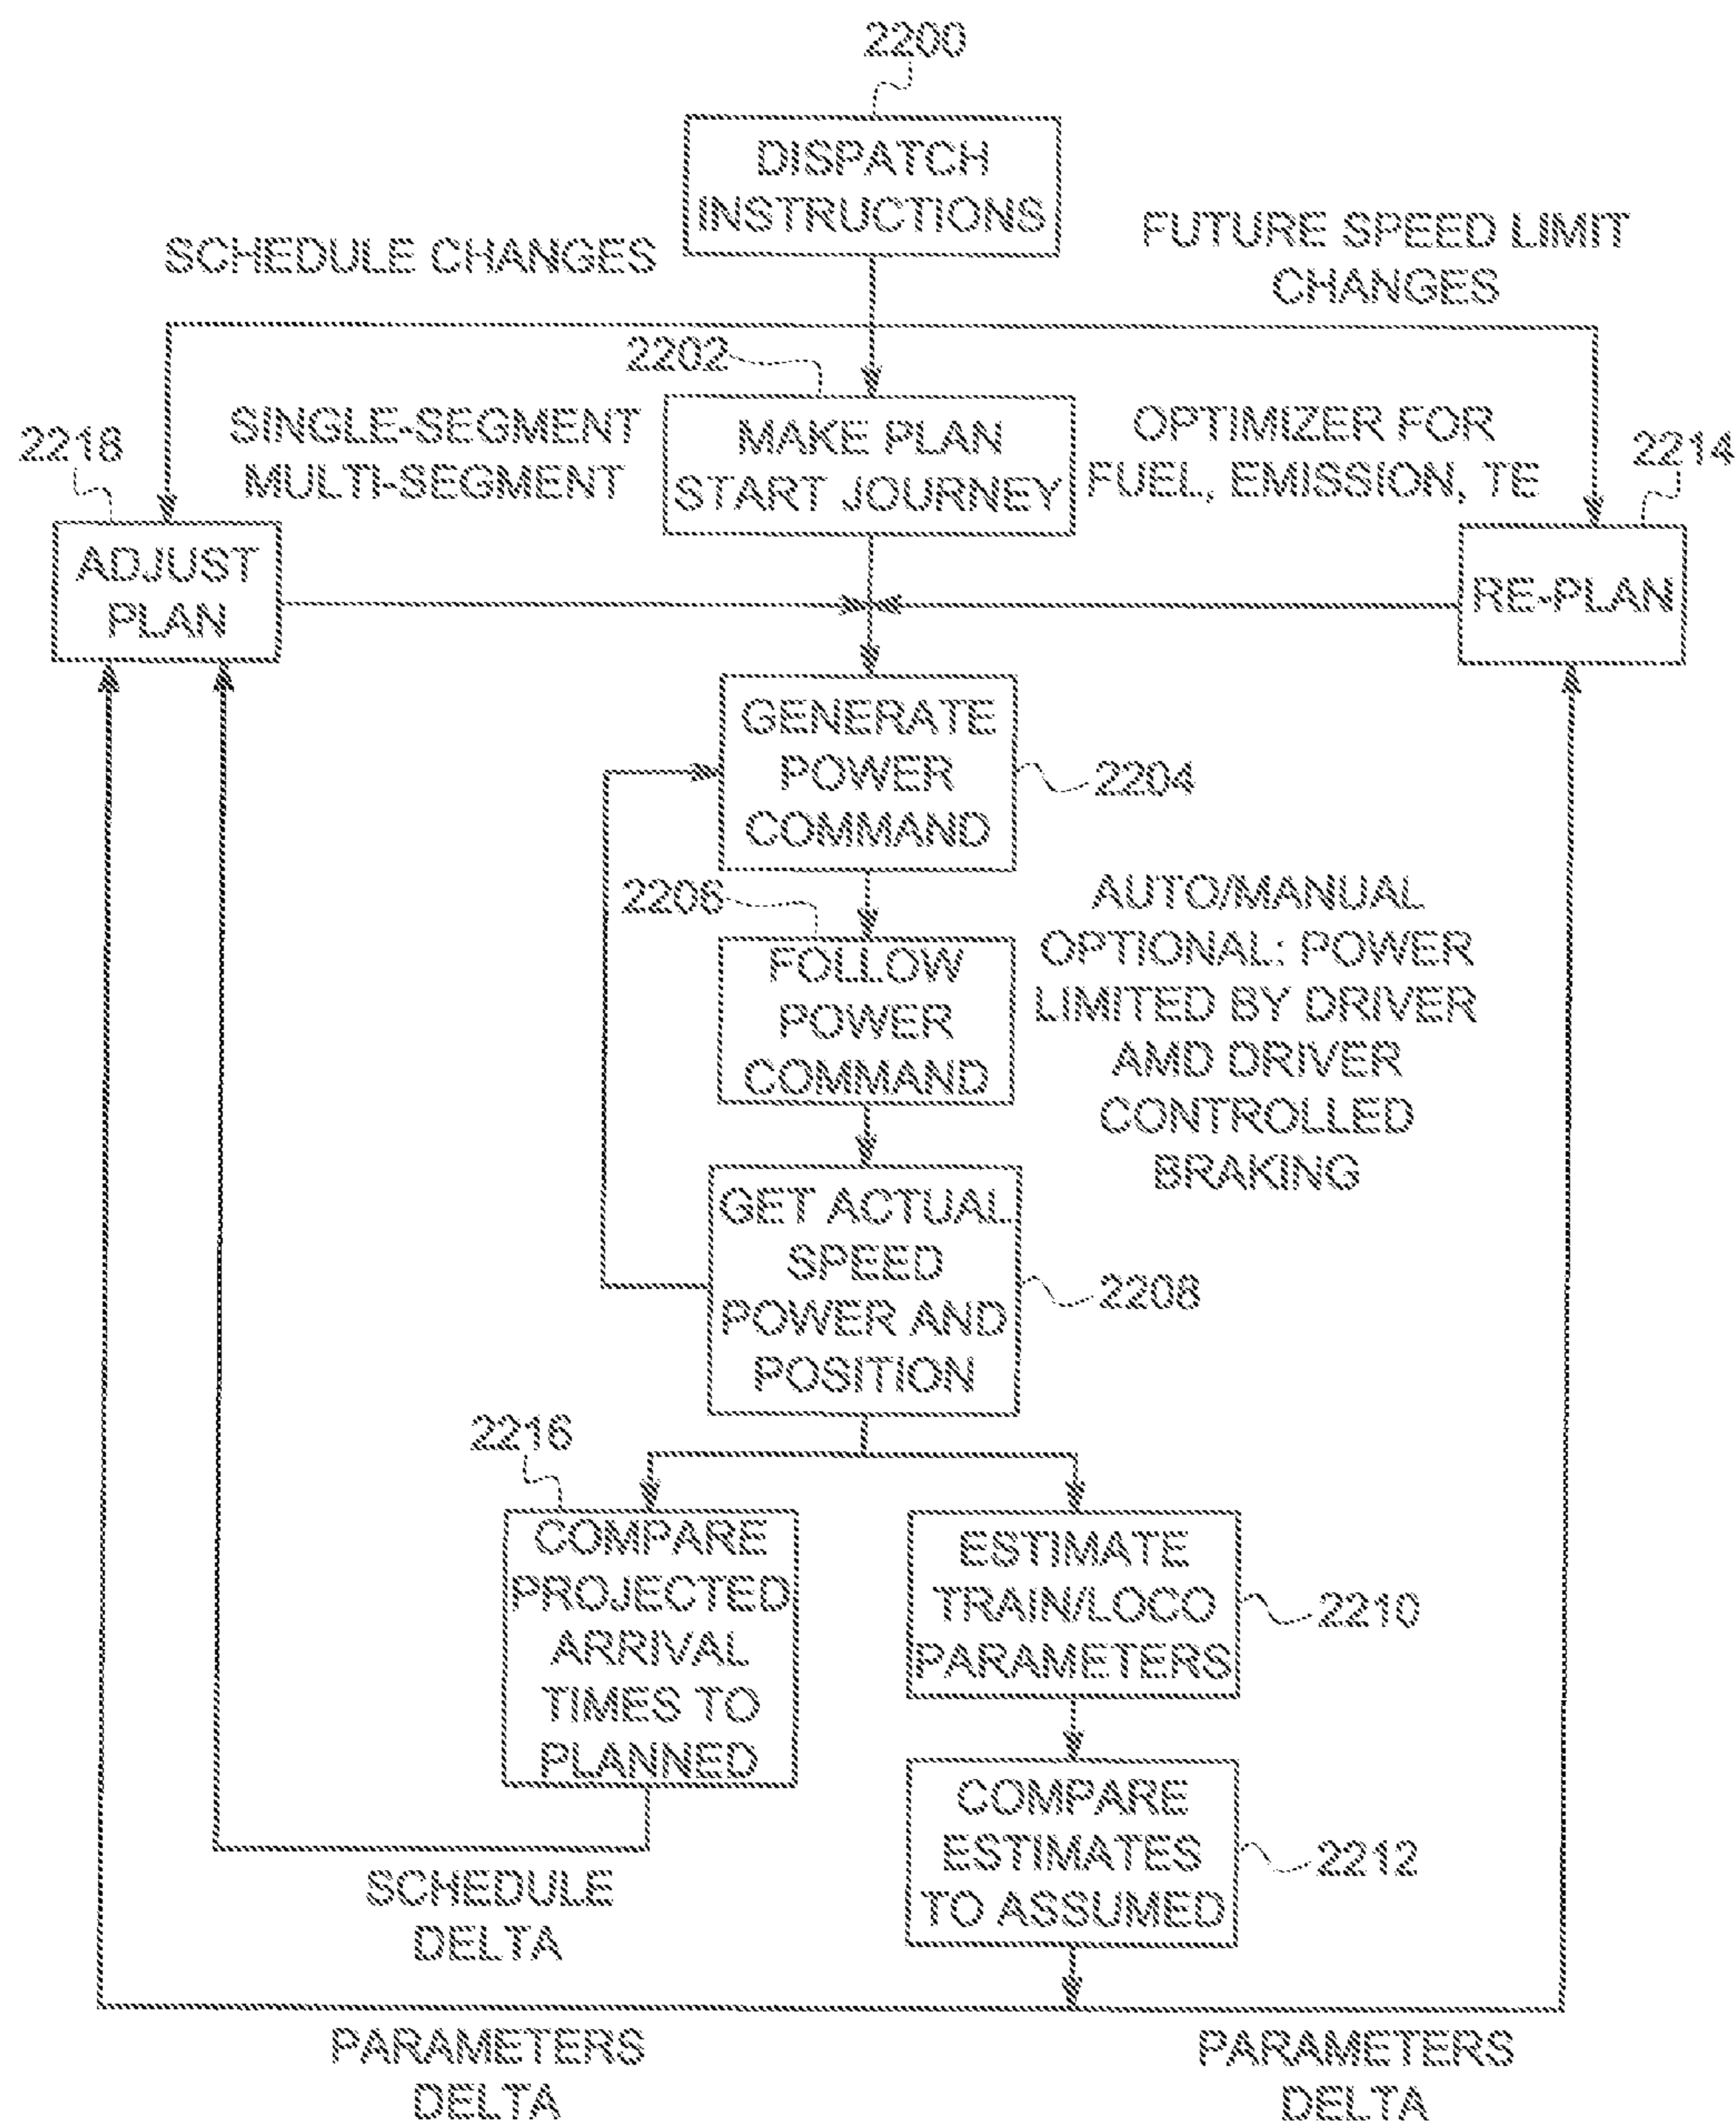 2200
DISPATCH
INSTRUCTIONS
SCHEDULE CHANGES
FUTURE SPEED LIMIT
CHANGES
2202
SINGLE-SEGMENT
MULTI-SEGMENT
MAKE PLAN
START JOURNEY
OPTIMIZER FOR
FUEL, EMISSION, TE
2218
ADJUST
PLAN
2214
RE-PLAN
GENERATE
POWER
COMMAND
2204
2206
FOLLOW
POWER
COMMAND
AUTO/MANUAL
OPTIONAL: POWER
LIMITED BY DRIVER
AMD DRIVER
CONTROLLED
BRAKING
GET ACTUAL
SPEED
POWER AND
POSITION
2208
2216
COMPARE
PROJECTED
ARRIVAL
TIMES TO
PLANNED
ESTIMATE
TRAIN/LOCO
PARAMETERS
2210
COMPARE
ESTIMATES
TO ASSUMED
2212
SCHEDULE
DELTA
PARAMETERS
DELTA
PARAMETERS
DELTA